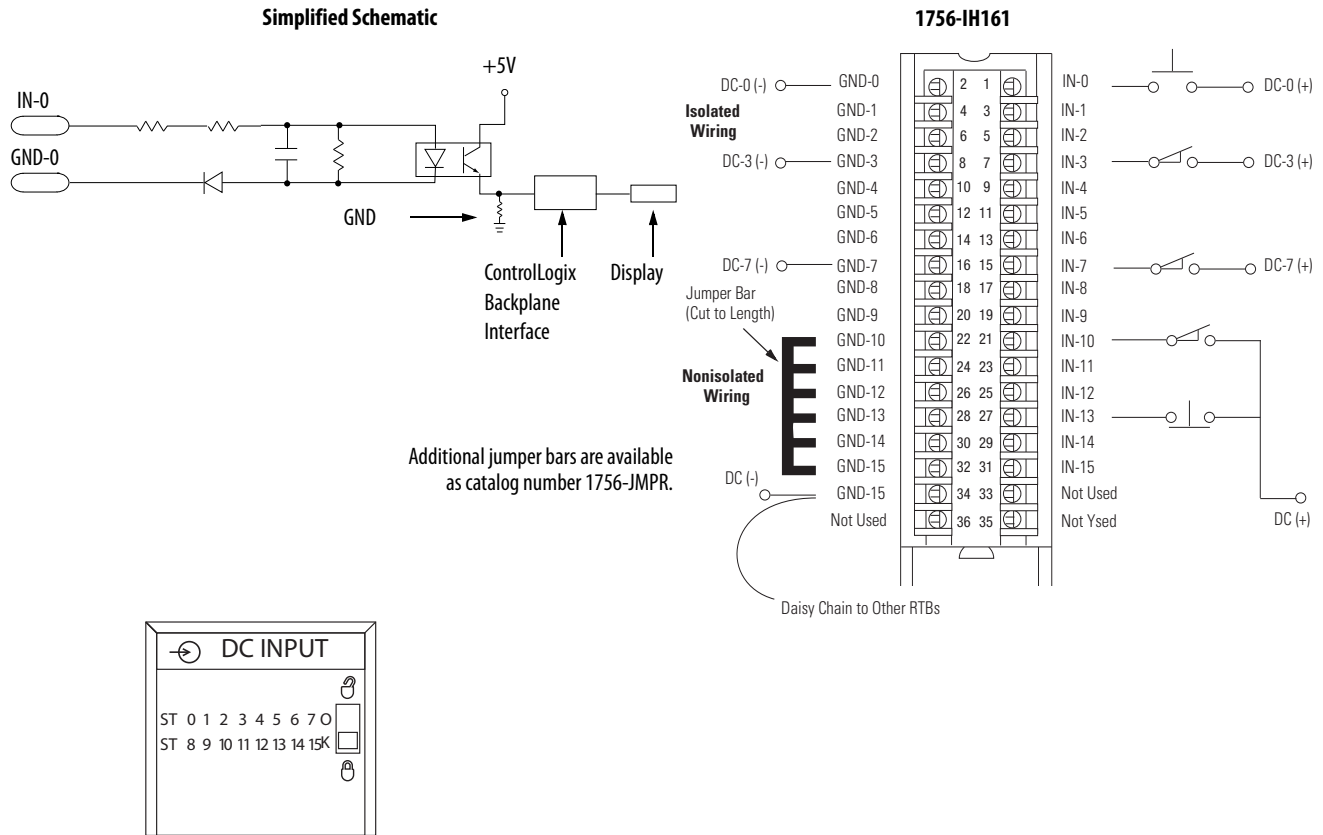 Simplified Schematic
1756-IH161
+5V
IN-0
GND-0
GND
ControlLogix
Backplane
Interface
Display
Additional jumper bars are available
as catalog number 1756-JMPR.
DC-0 (-) GND-0 2 1 IN-0 DC-0 (+)
Isolated
Wiring
GND-1 4 3 IN-1
GND-2 6 5 IN-2
DC-3 (-) GND-3 8 7 IN-3 DC-3 (+)
GND-4 10 9 IN-4
GND-5 12 11 IN-5
GND-6 14 13 IN-6
DC-7 (-) GND-7 16 15 IN-7 DC-7 (+)
GND-8 18 17 IN-8
Jumper Bar
(Cut to Length)
GND-9 20 19 IN-9
GND-10 22 21 IN-10
GND-11 24 23 IN-11
Nonisolated
Wiring
GND-12 26 25 IN-12
GND-13 28 27 IN-13
GND-14 30 29 IN-14
GND-15 32 31 IN-15
DC (-) GND-15 34 33 Not Used
Not Used 36 35 Not Ysed DC (+)
Daisy Chain to Other RTBs
DC INPUT
ST 0 1 2 3 4 5 6 7 O
ST 8 9 10 11 12 13 14 15 K